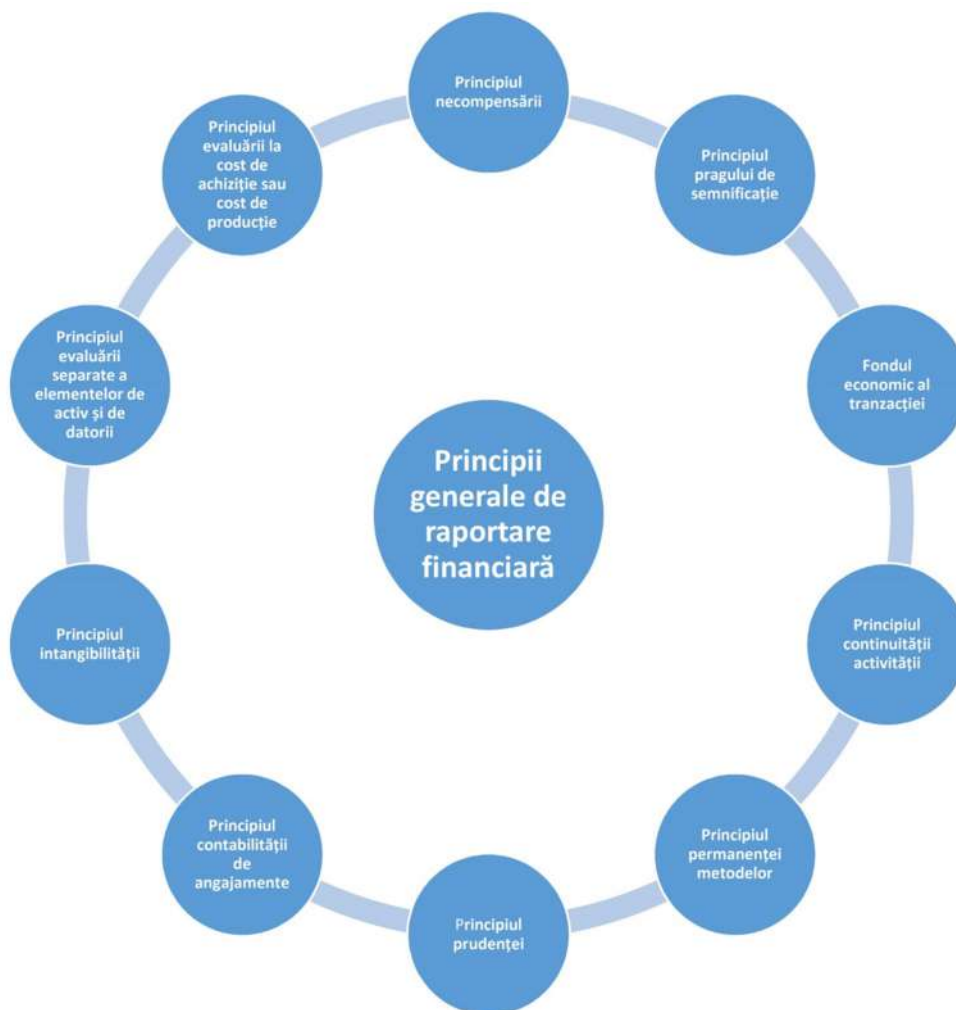 Principiul
necompensării
Principiul
pragului de
semnificație
Fondul
economic al
tranzacției
Principiul
continuității
activității
Principiul
permanenței
metodelor
Principiul
prudenței
Principiul
contabilității
de
angajamente
Principiul
intangibilității
Principiul
evaluării
separate a
elementelor de
activ și de
datorii
Principiul
evaluării la
cost de
achiziție sau
cost de
producție
Principii
generale de
raportare
financiară